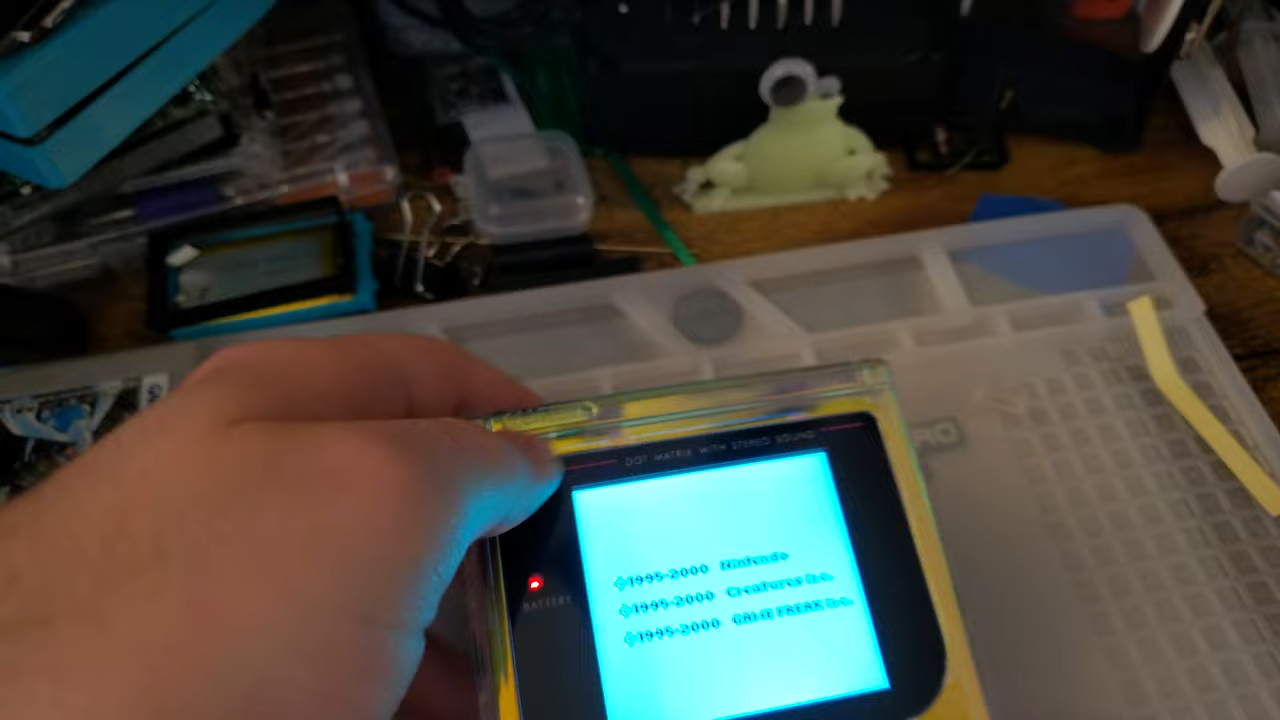 DOT MATRIX WITH STEREO SOUND
©1995-2000 Nintendo
©1995-2000 Creatures inc.
©1995-2000 GAME FREAK inc.
BATTERY